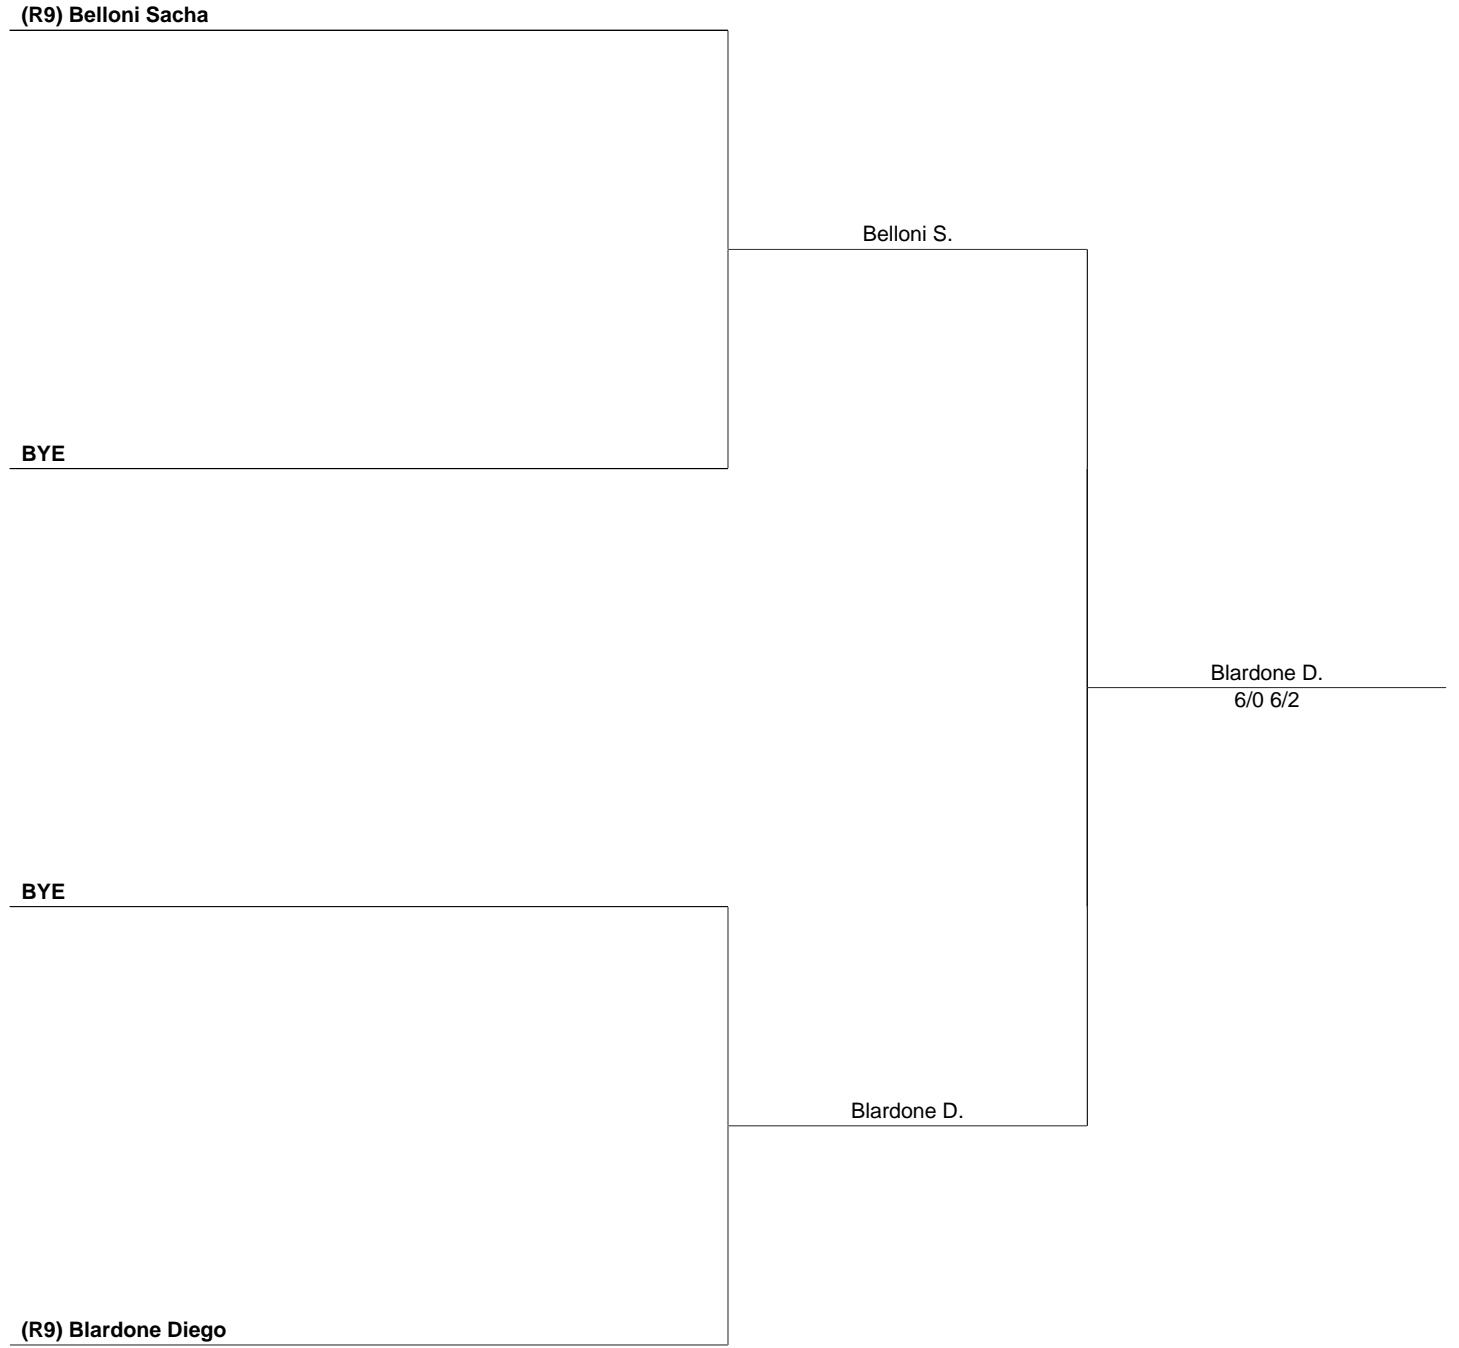 (R9) Belloni Sacha
Belloni S.
BYE
Blardone D.
6/0 6/2
BYE
Blardone D.
(R9) Blardone Diego